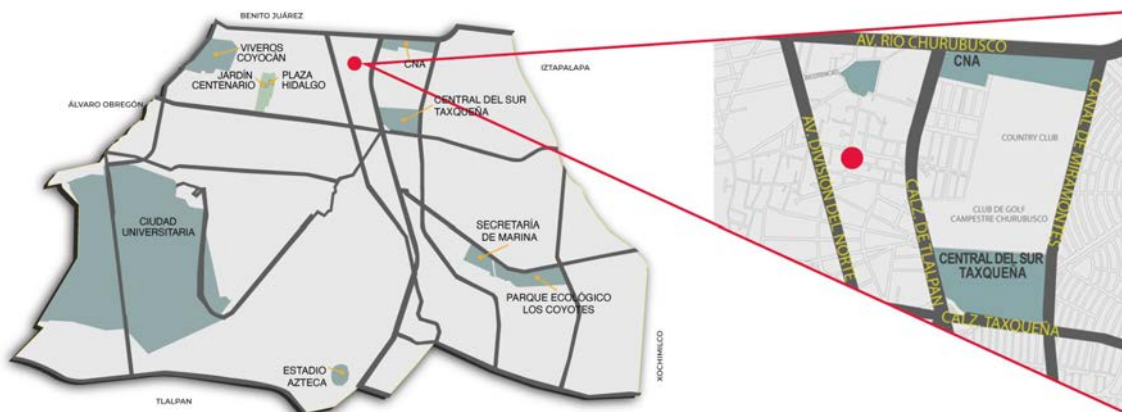 BENITO JUÁREZ
VIVEROS
COYOCÁN
JARDÍN
CENTENARIO
PLAZA
HIDALGO
CNA
IZTAPALAPA
ÁLVARO OBREGÓN
CENTRAL DEL SUR
TAXQUEÑA
CIUDAD
UNIVERSITARIA
SECRETARÍA
DE MARINA
PARQUE ECOLÓGICO
LOS COYOTES
ESTADIO
AZTECA
XOCHIMILCO
TLALPAN
AV. RÍO CHURUBUSCO
CNA
AV. DIVISIÓN DEL NORTE
CALZ. DE TLALPAN
CANAL DE MIRAMONTES
COUNTRY CLUB
CLUB DE GOLF
CAMPESTRE CHURUBUSCO
CENTRAL DEL SUR
TAXQUEÑA
CALZ. TAXQUEÑA